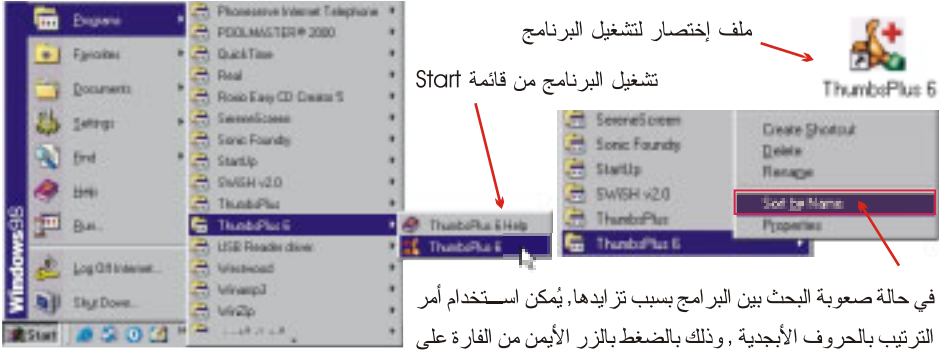 Programs
Favorites
Documents
Settings
Find
Help
Run...
Log Off Internet...
Shut Down...
Windows98
Start
Phoneserve Internet Telephone
POOLMASTER® 2000
QuickTime
Real
Roxio Easy CD Creator 5
SereneScreen
Sonic Foundry
StartUp
SWiSH v2.0
ThumbsPlus
ThumbsPlus 6
USB Reader driver
Westwood
Winamp3
WinZip
ThumbsPlus 6 Help
ThumbsPlus 6
ملف إختصار لتشغيل البرنامج
تشغيل البرنامج من قائمة Start
ThumbsPlus 6
SereneScreen
Sonic Foundry
StartUp
SWiSH v2.0
ThumbsPlus
ThumbsPlus 6
Create Shortcut
Delete
Rename
Sort by Name
Properties
في حالة صعوبة البحث بين البرامج بسبب تزايدها, يُمكن اســـتخدام أمر
الترتيب بالحروف الأبجدية , وذلك بالضغط بالزر الأيمن من الفارة على